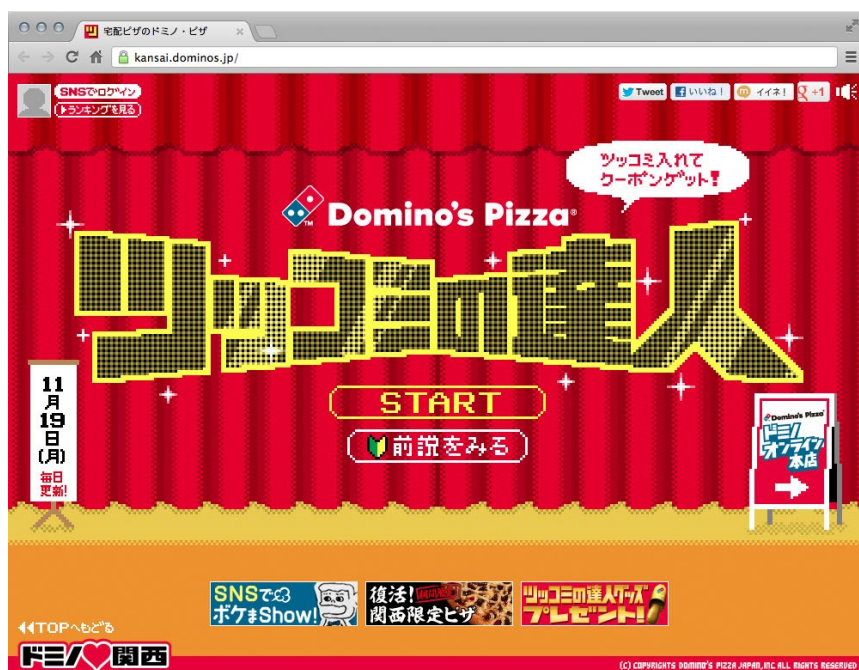 宅配ピザのドミノ・ピザ
kansai.dominos.jp/
SNSでログイン
▶ランキングを見る
Tweet
いいね!
イイネ!
+1
ツッコミ入れて
クーポンゲット!
Domino's Pizza
ツッコミの達人
START
前説をみる
11
月
19
日
(月)
毎日
更新!
Domino's Pizza
ドミノ
オンライン
本店
SNSで
ボケまShow!
復活!
関西限定ピザ
ツッコミの達人グッズ
プレゼント!
◀◀TOPへもどる
ドミノ♥関西
(C) COPYRIGHTS DOMINO'S PIZZA JAPAN, INC ALL RIGHTS RESERVED